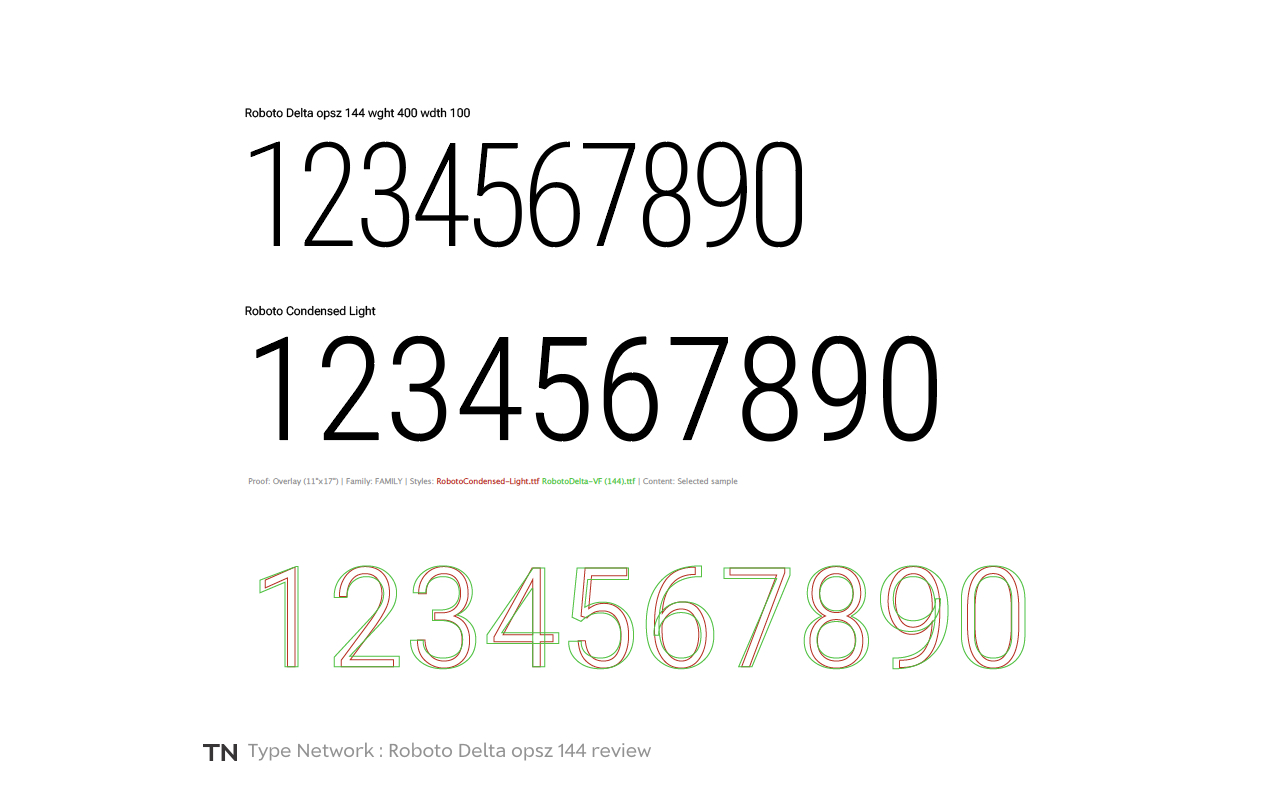 Roboto Delta opsz 144 wght 400 wdth 100
1234567890
Roboto Condensed Light
1234567890
Proof: Overlay (11"x17") | Family: FAMILY | Styles: RobotoCondensed-Light.ttf RobotoDelta-VF (144).ttf | Content: Selected sample
1234567890
TN Type Network : Roboto Delta opsz 144 review